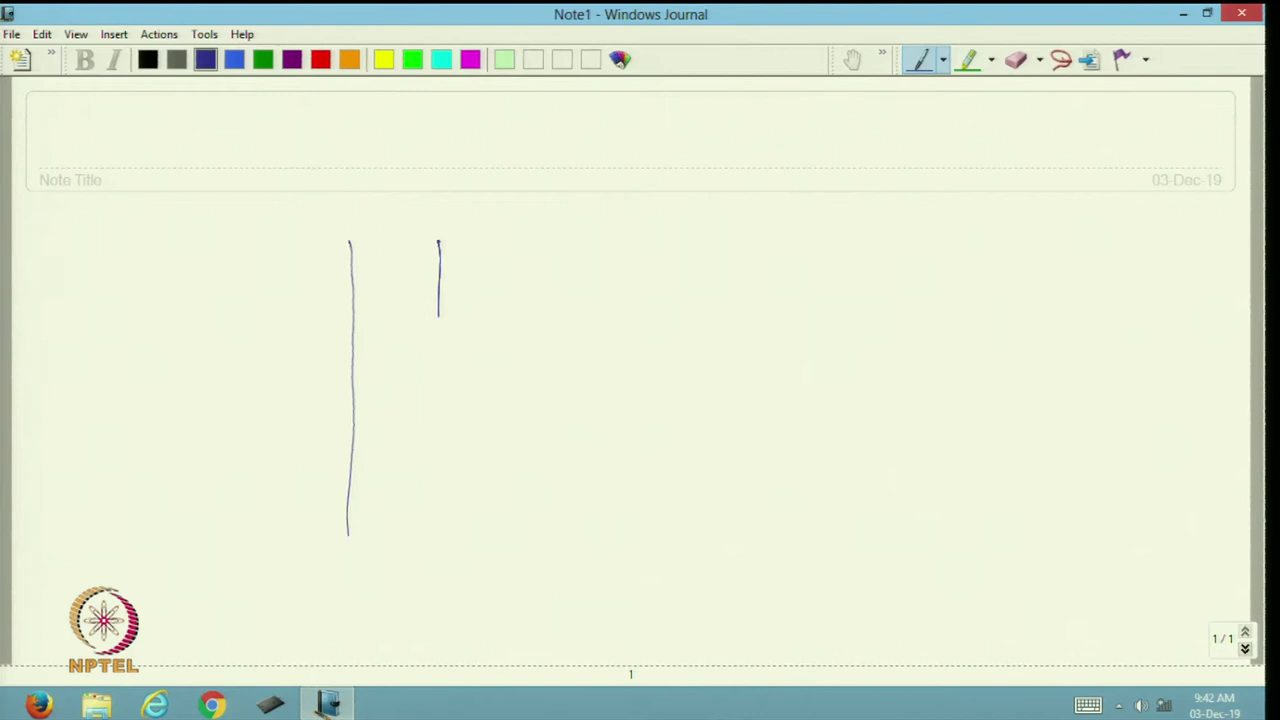 Note1 - Windows Journal
File Edit View Insert Actions Tools Help
B I
Note Title
03-Dec-19
NPTEL
1 / 1
1
9:42 AM
03-Dec-19